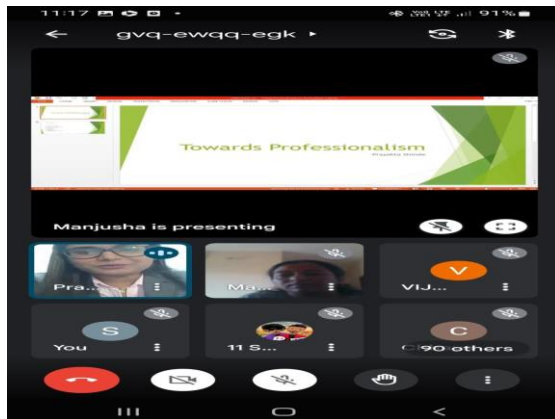 11:17
91%
gvq-ewqq-egk
Towards Professionalism
Manjusha is presenting
Pra...
Ma...
VIJ...
S
V
C
You
11 S...
90 others